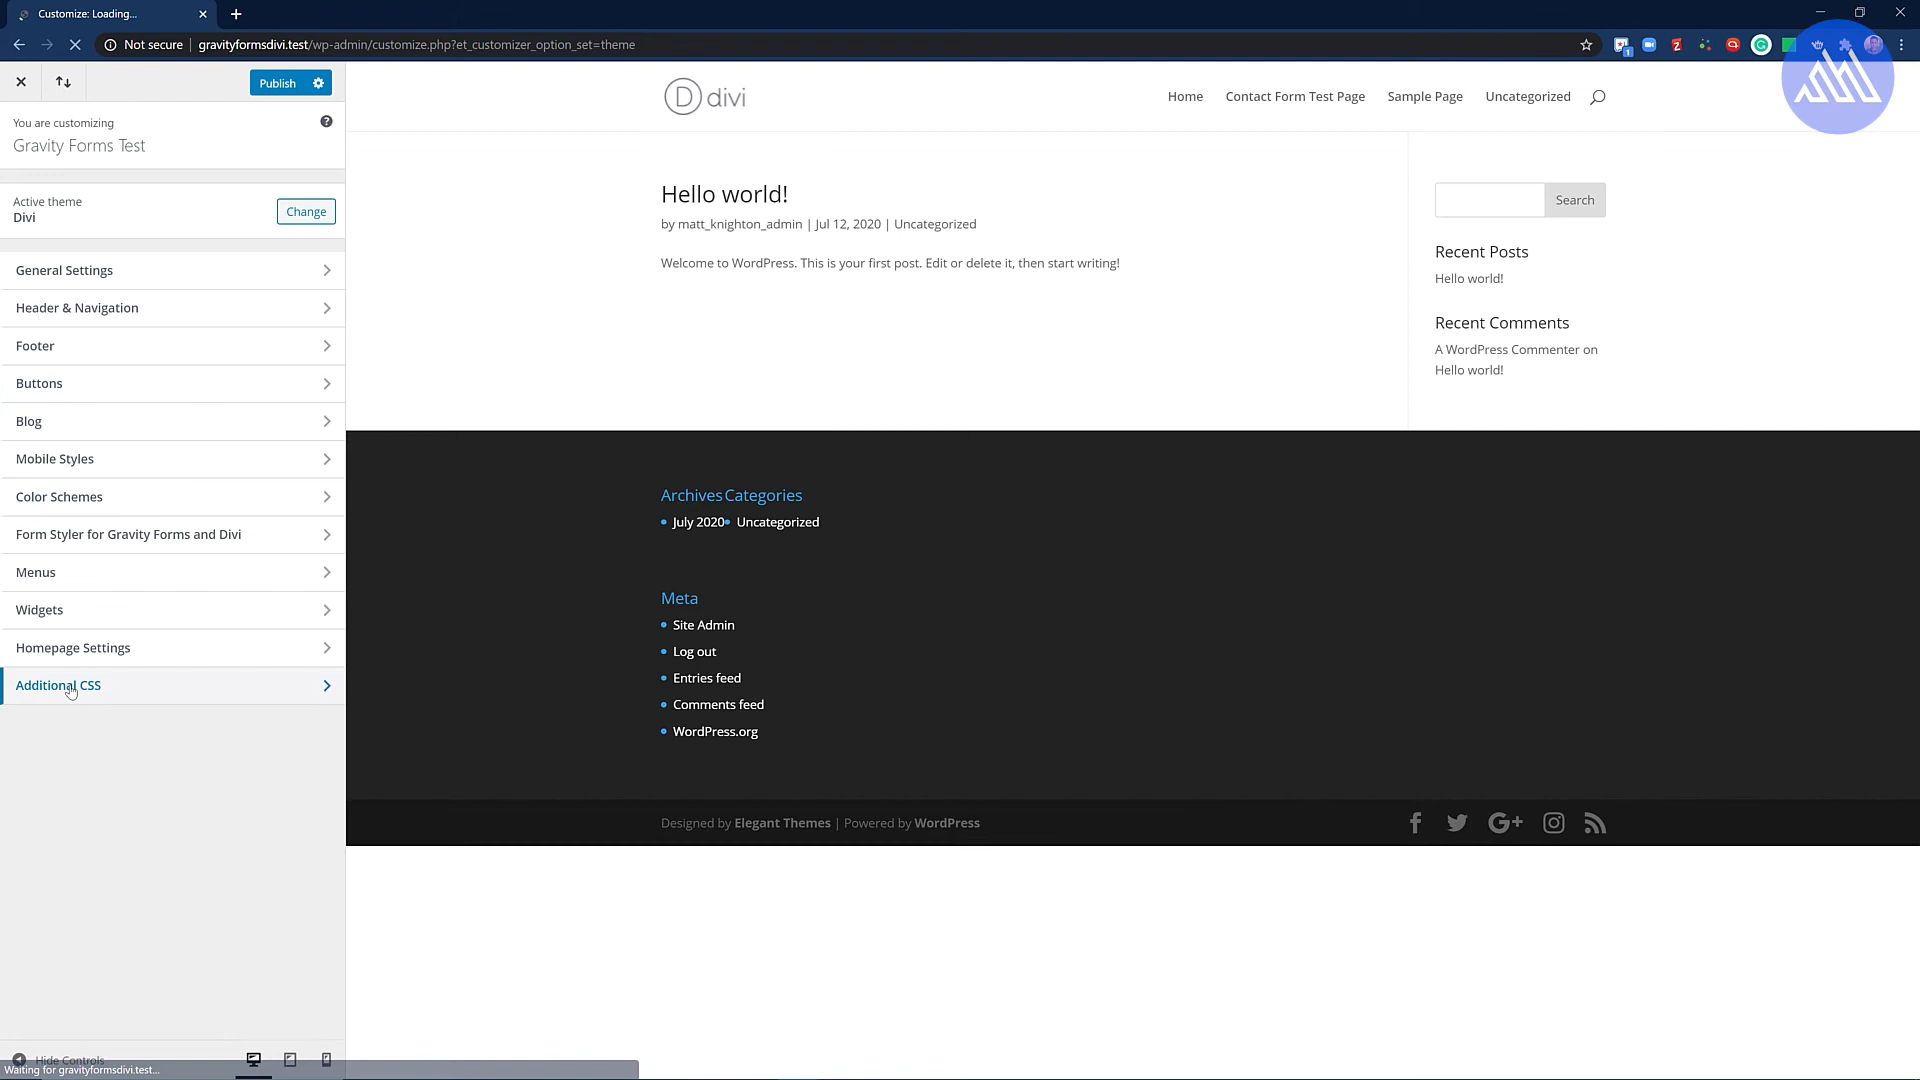 Customize: Loading...
Not secure
gravityformsdivi.test/wp-admin/customize.php?et_customizer_option_set=theme
Publish
You are customizing
Gravity Forms Test
Active theme
Divi
Change
General Settings
Header & Navigation
Footer
Buttons
Blog
Mobile Styles
Color Schemes
Form Styler for Gravity Forms and Divi
Menus
Widgets
Homepage Settings
Additional CSS
Hide Controls
Waiting for gravityformsdivi.test...
D divi
Home
Contact Form Test Page
Sample Page
Uncategorized
Hello world!
by matt_knighton_admin | Jul 12, 2020 | Uncategorized
Welcome to WordPress. This is your first post. Edit or delete it, then start writing!
Search
Recent Posts
Hello world!
Recent Comments
A WordPress Commenter on
Hello world!
Archives
July 2020
Categories
Uncategorized
Meta
Site Admin
Log out
Entries feed
Comments feed
WordPress.org
Designed by Elegant Themes | Powered by WordPress
G+